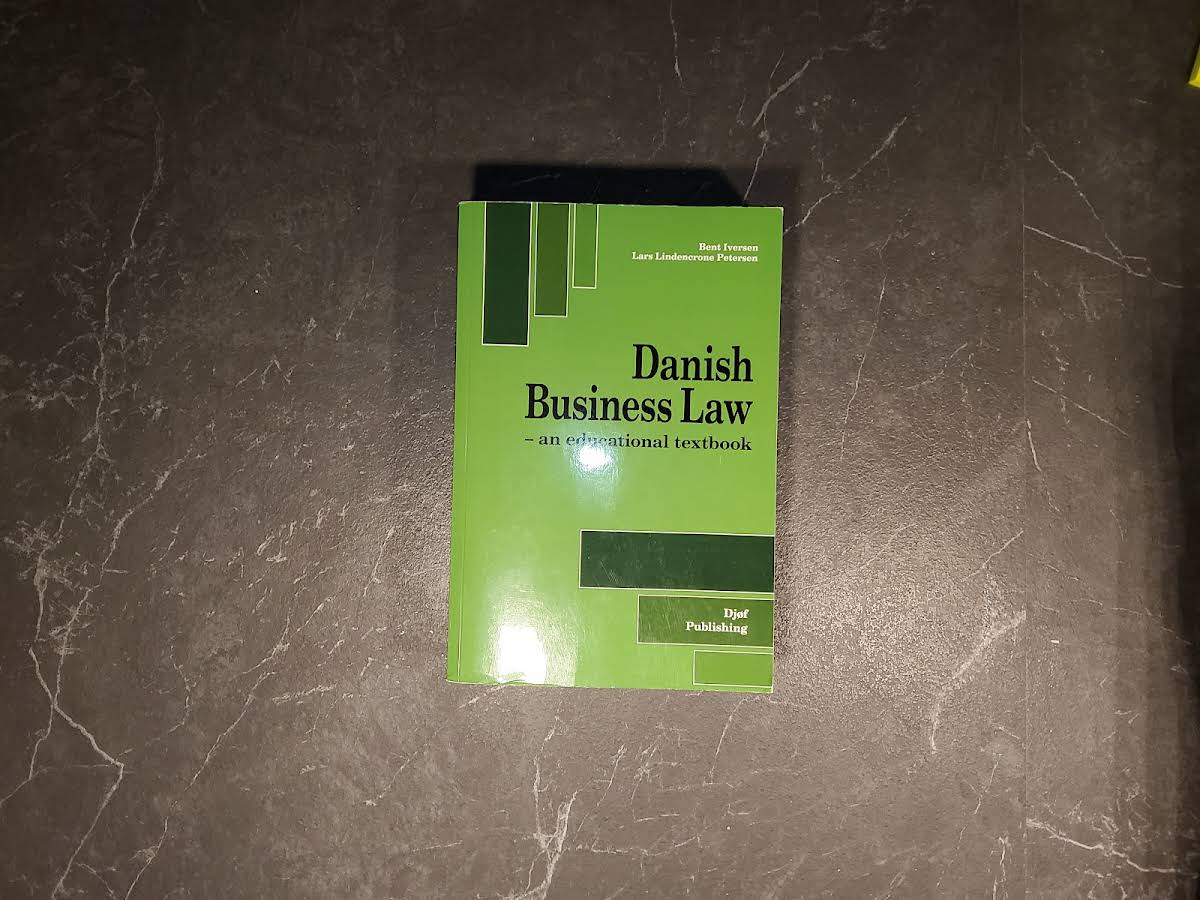 Bent Iversen
Lars Lindencrone Petersen
Danish
Business Law
– an educational textbook
Djøf
Publishing